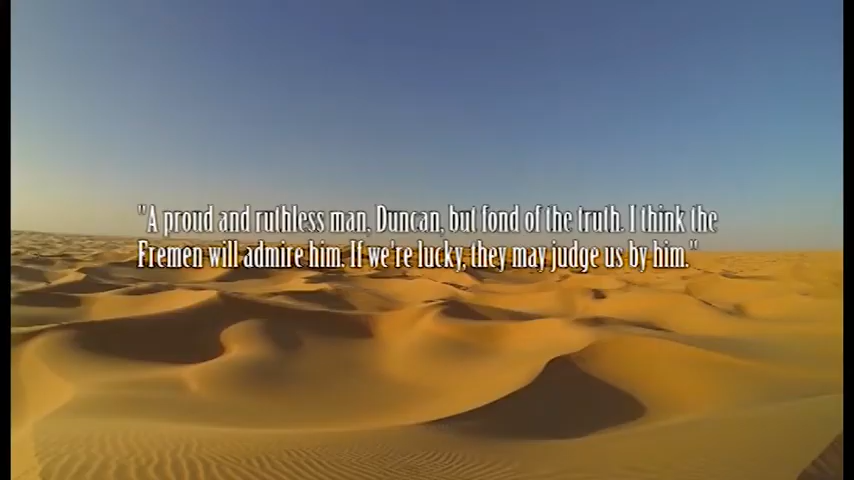 "A proud and ruthless man, Duncan, but fond of the truth. I think the
Fremen will admire him. If we're lucky, they may judge us by him."